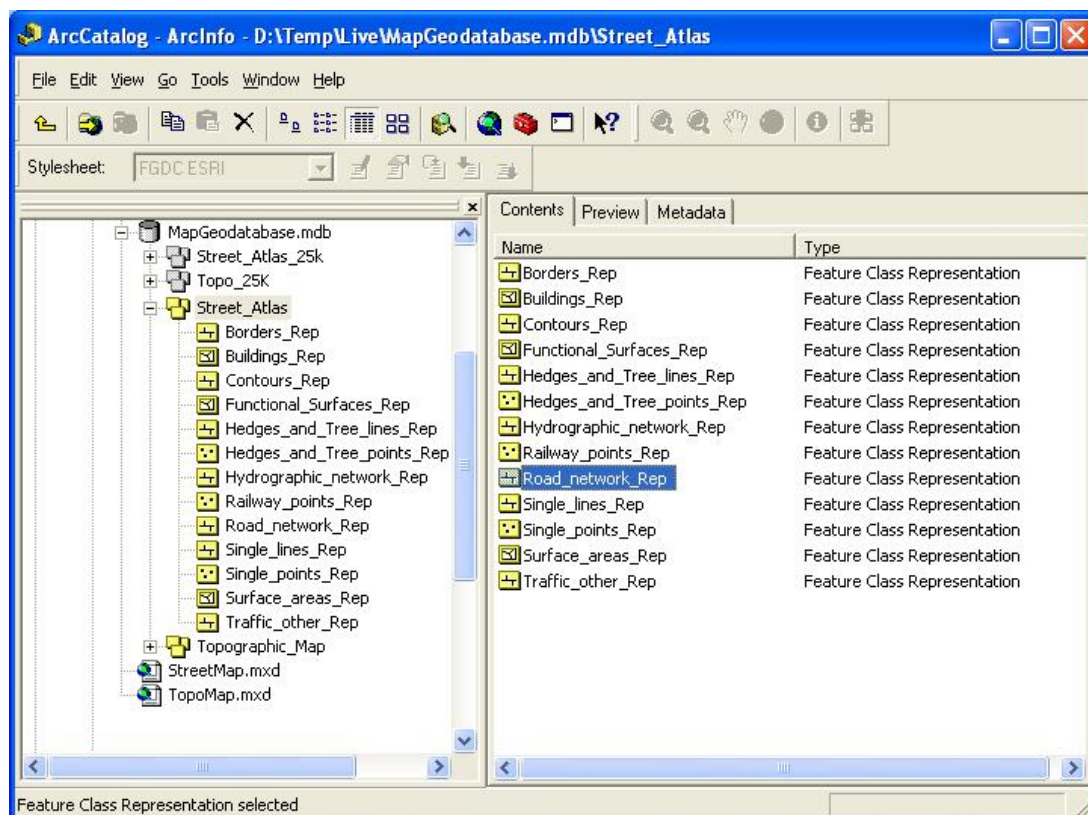 ArcCatalog - ArcInfo - D:\Temp\Live\MapGeodatabase.mdb\Street_Atlas
File Edit View Go Tools Window Help
Stylesheet: FGDC ESRI
MapGeodatabase.mdb
Street_Atlas_25k
Topo_25K
Street_Atlas
Borders_Rep
Buildings_Rep
Contours_Rep
Functional_Surfaces_Rep
Hedges_and_Tree_lines_Rep
Hedges_and_Tree_points_Rep
Hydrographic_network_Rep
Railway_points_Rep
Road_network_Rep
Single_lines_Rep
Single_points_Rep
Surface_areas_Rep
Traffic_other_Rep
Topographic_Map
StreetMap.mxd
TopoMap.mxd
Contents Preview Metadata
Name Type
Borders_Rep Feature Class Representation
Buildings_Rep Feature Class Representation
Contours_Rep Feature Class Representation
Functional_Surfaces_Rep Feature Class Representation
Hedges_and_Tree_lines_Rep Feature Class Representation
Hedges_and_Tree_points_Rep Feature Class Representation
Hydrographic_network_Rep Feature Class Representation
Railway_points_Rep Feature Class Representation
Road_network_Rep Feature Class Representation
Single_lines_Rep Feature Class Representation
Single_points_Rep Feature Class Representation
Surface_areas_Rep Feature Class Representation
Traffic_other_Rep Feature Class Representation
Feature Class Representation selected